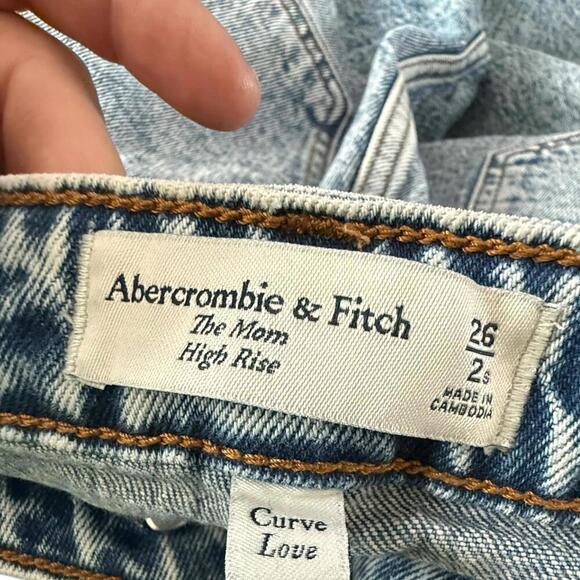 Abercrombie & Fitch
The Mom
High Rise
26
2s
MADE IN
CAMBODIA
Curve
Love